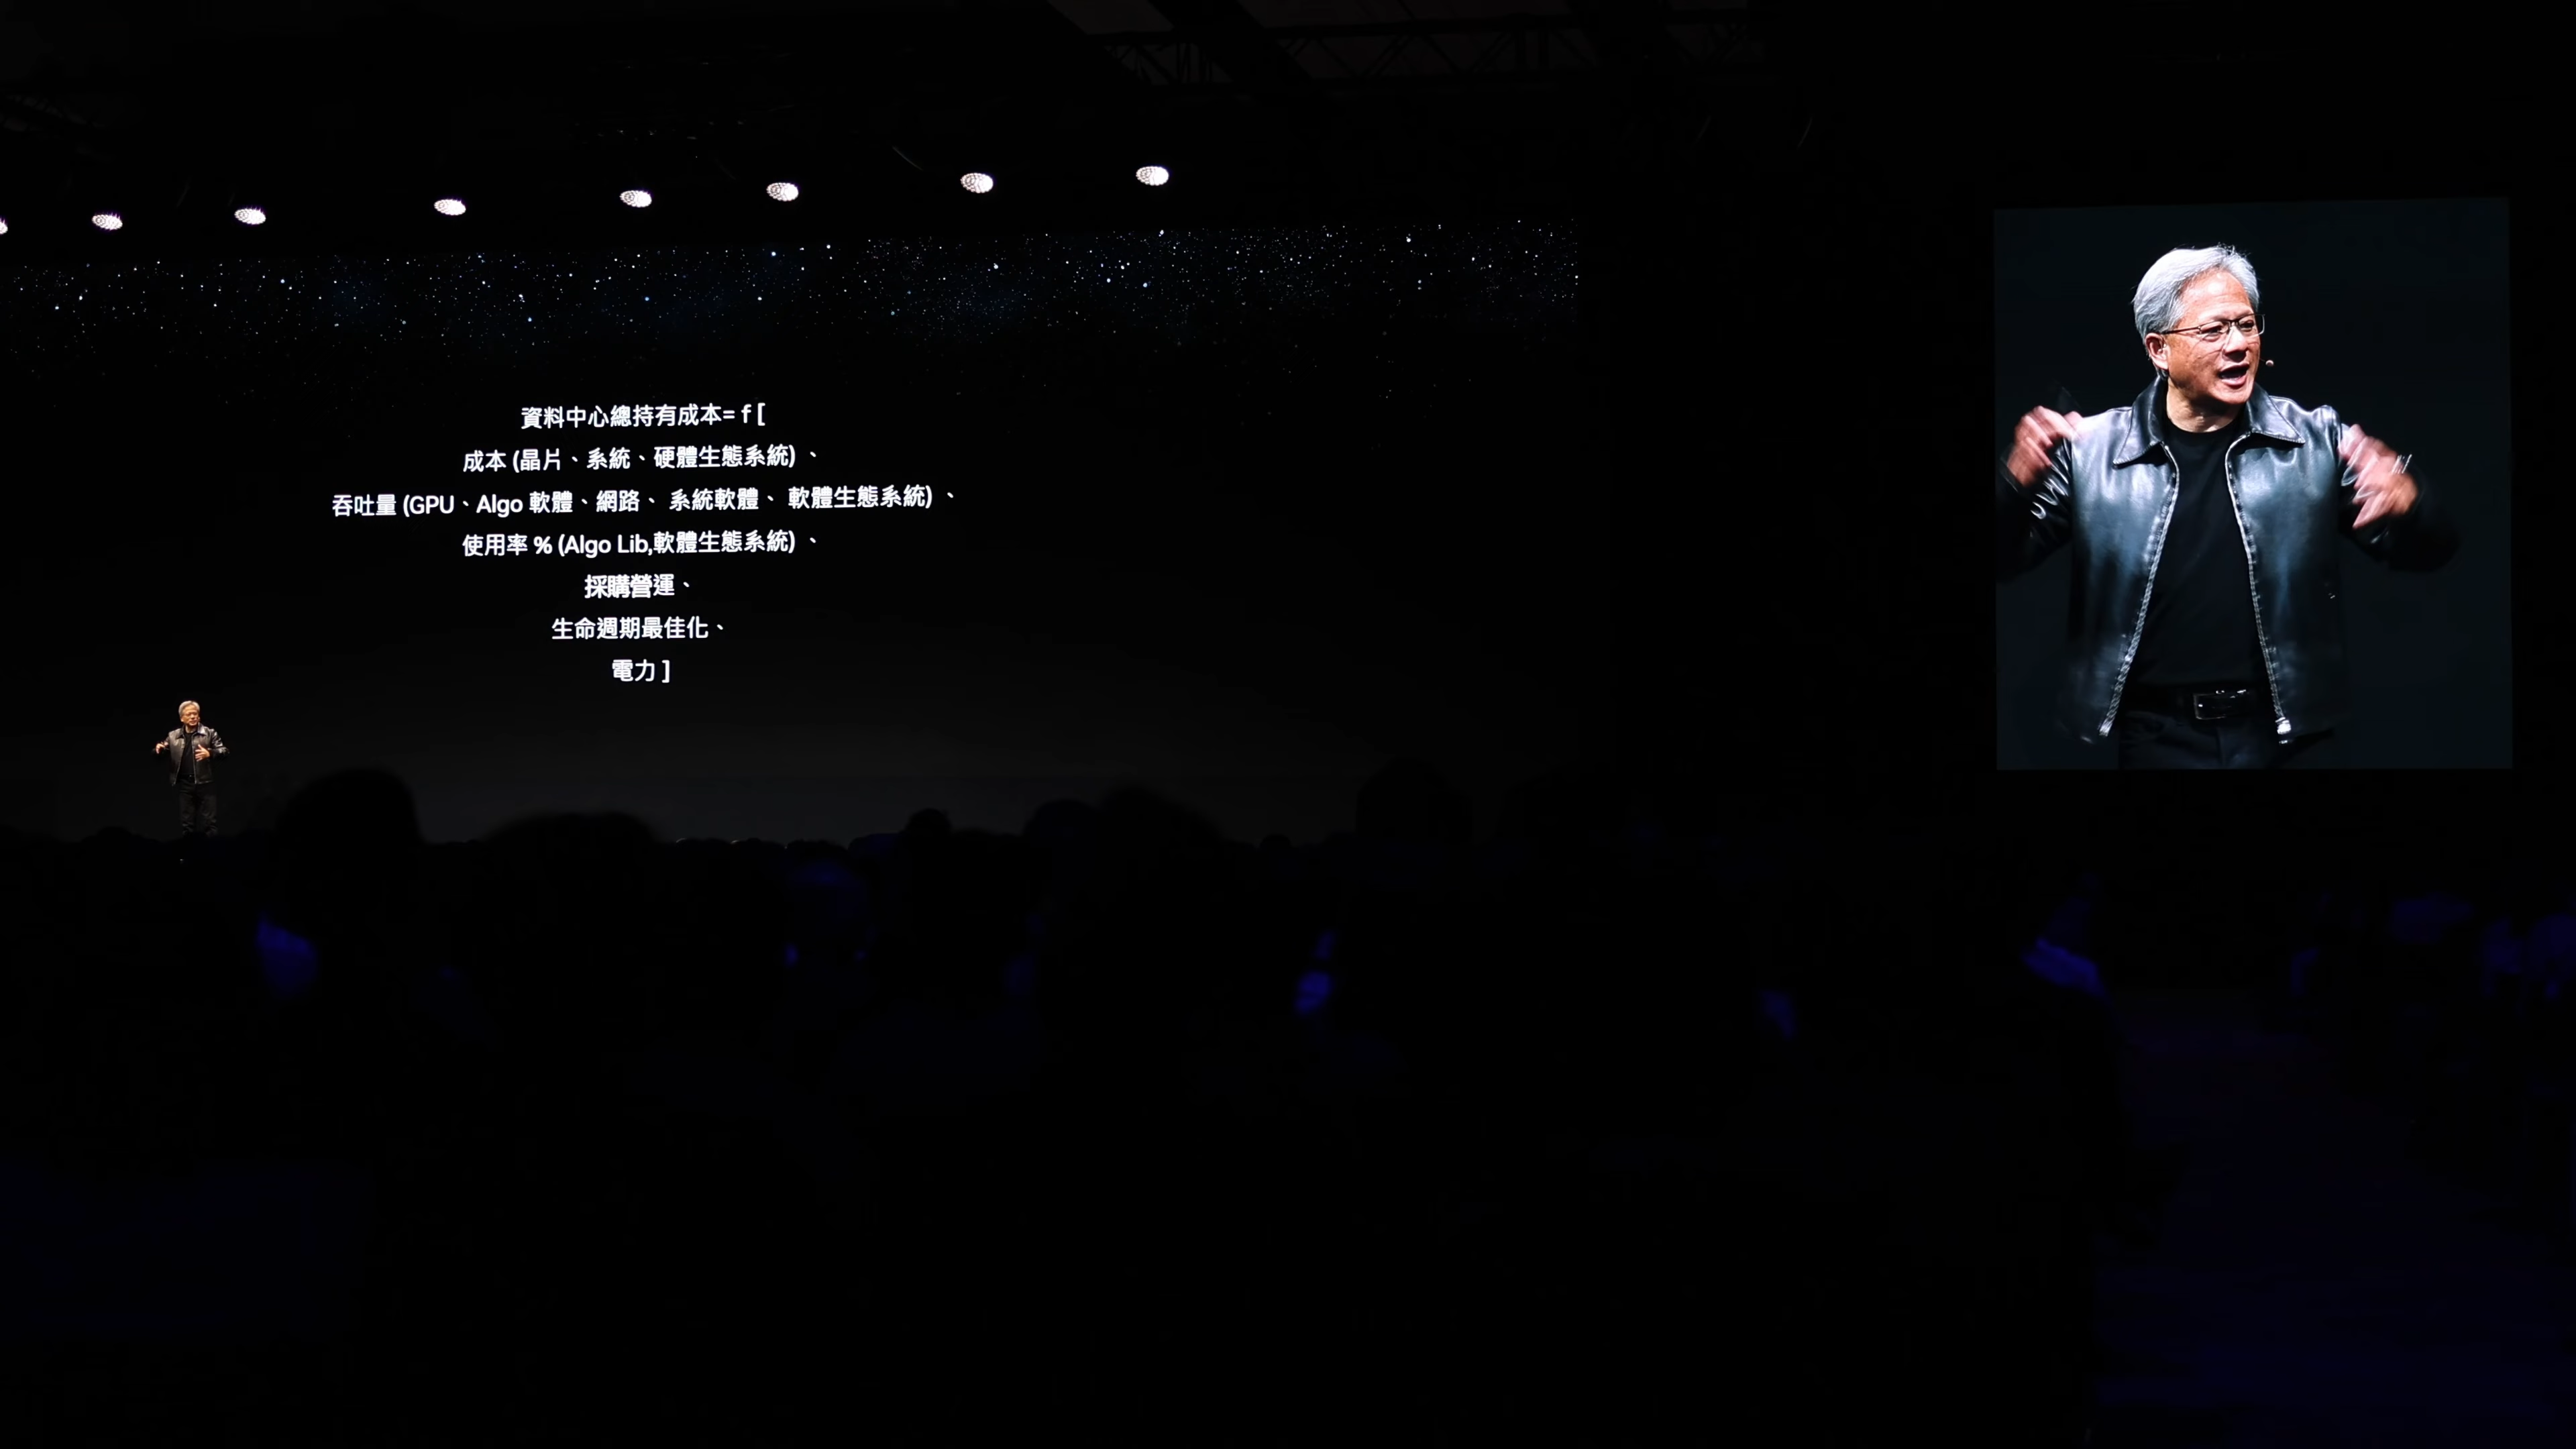 資料中心總持有成本= f [
成本 (晶片、系統、硬體生態系統) 、
吞吐量 (GPU、Algo 軟體、網路、 系統軟體、 軟體生態系統) 、
使用率 % (Algo Lib,軟體生態系統) 、
採購營運、
生命週期最佳化、
電力 ]